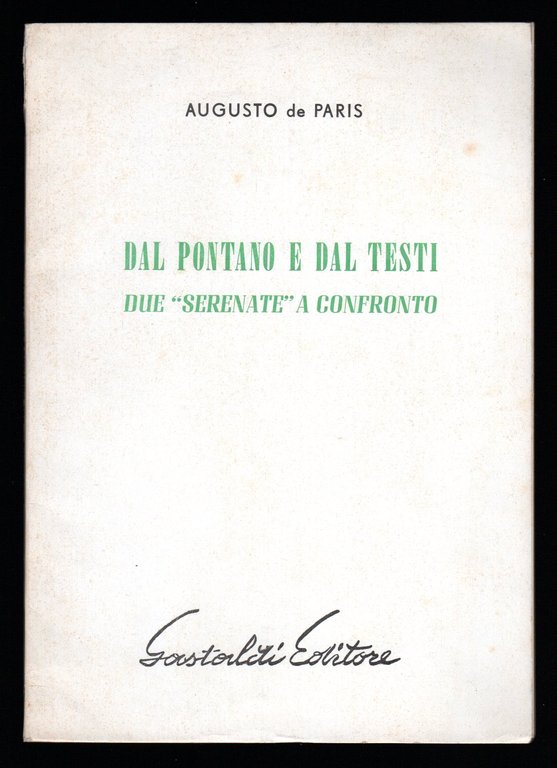 AUGUSTO de PARIS
DAL PONTANO E DAL TESTI
DUE “SERENATE” A CONFRONTO
Gastaldi Editore